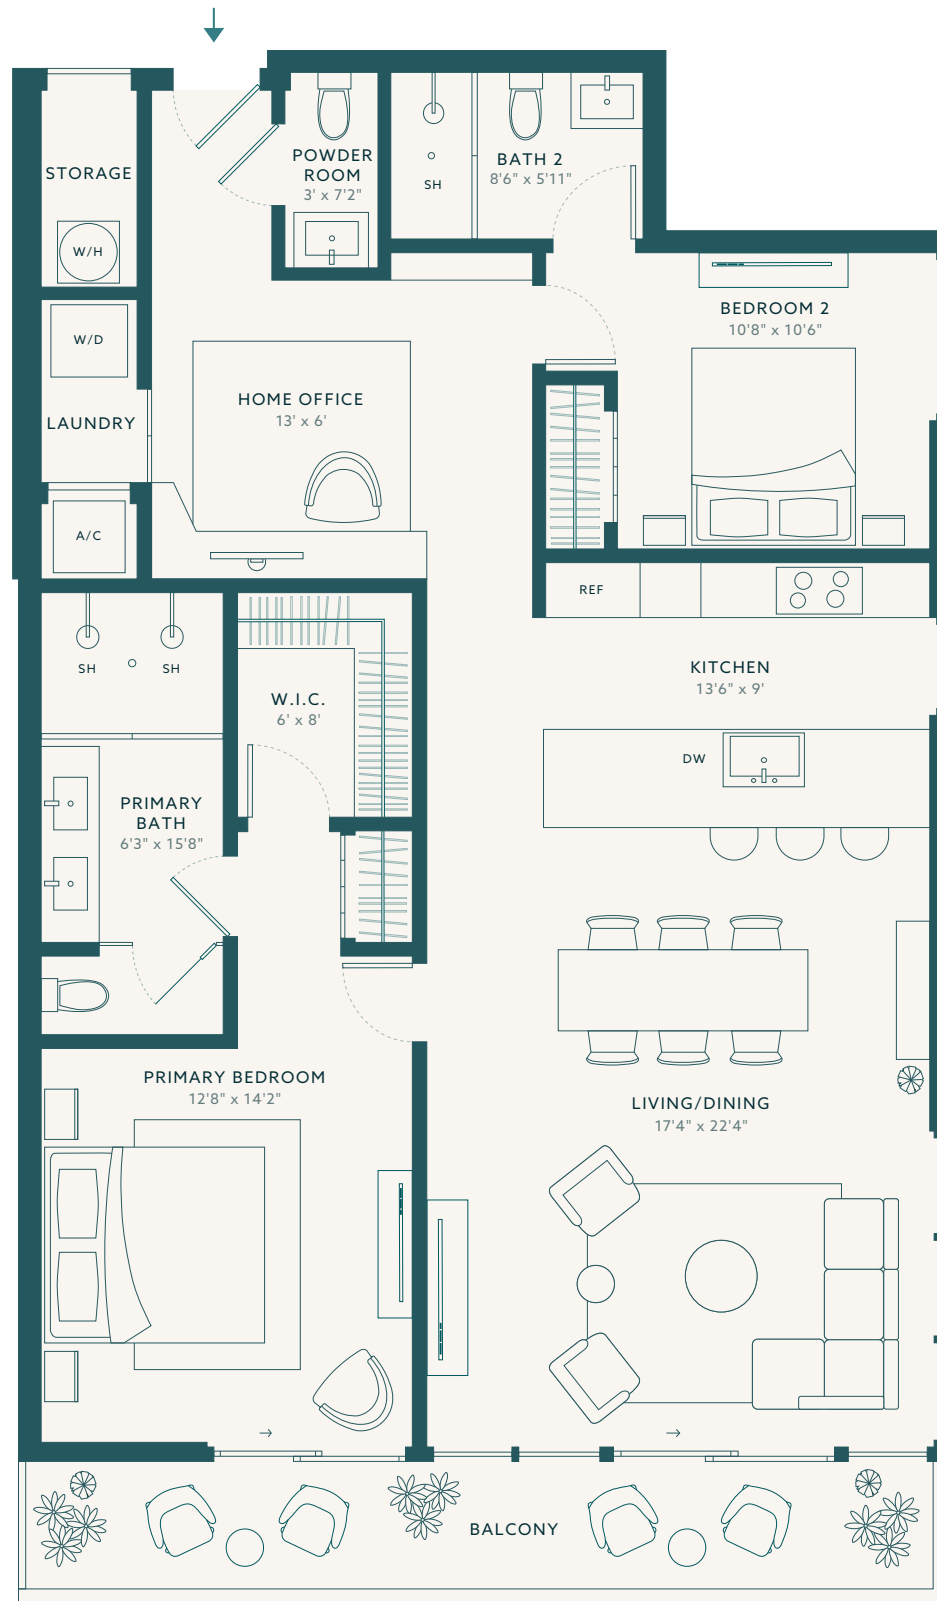 STORAGE
W/H
POWDER
ROOM
3' x 7'2"
SH
BATH 2
8'6" x 5'11"
BEDROOM 2
10'8" x 10'6"
W/D
LAUNDRY
HOME OFFICE
13' x 6'
A/C
REF
SH
SH
W.I.C.
6' x 8'
KITCHEN
13'6" x 9'
DW
PRIMARY
BATH
6'3" x 15'8"
PRIMARY BEDROOM
12'8" x 14'2"
LIVING/DINING
17'4" x 22'4"
BALCONY